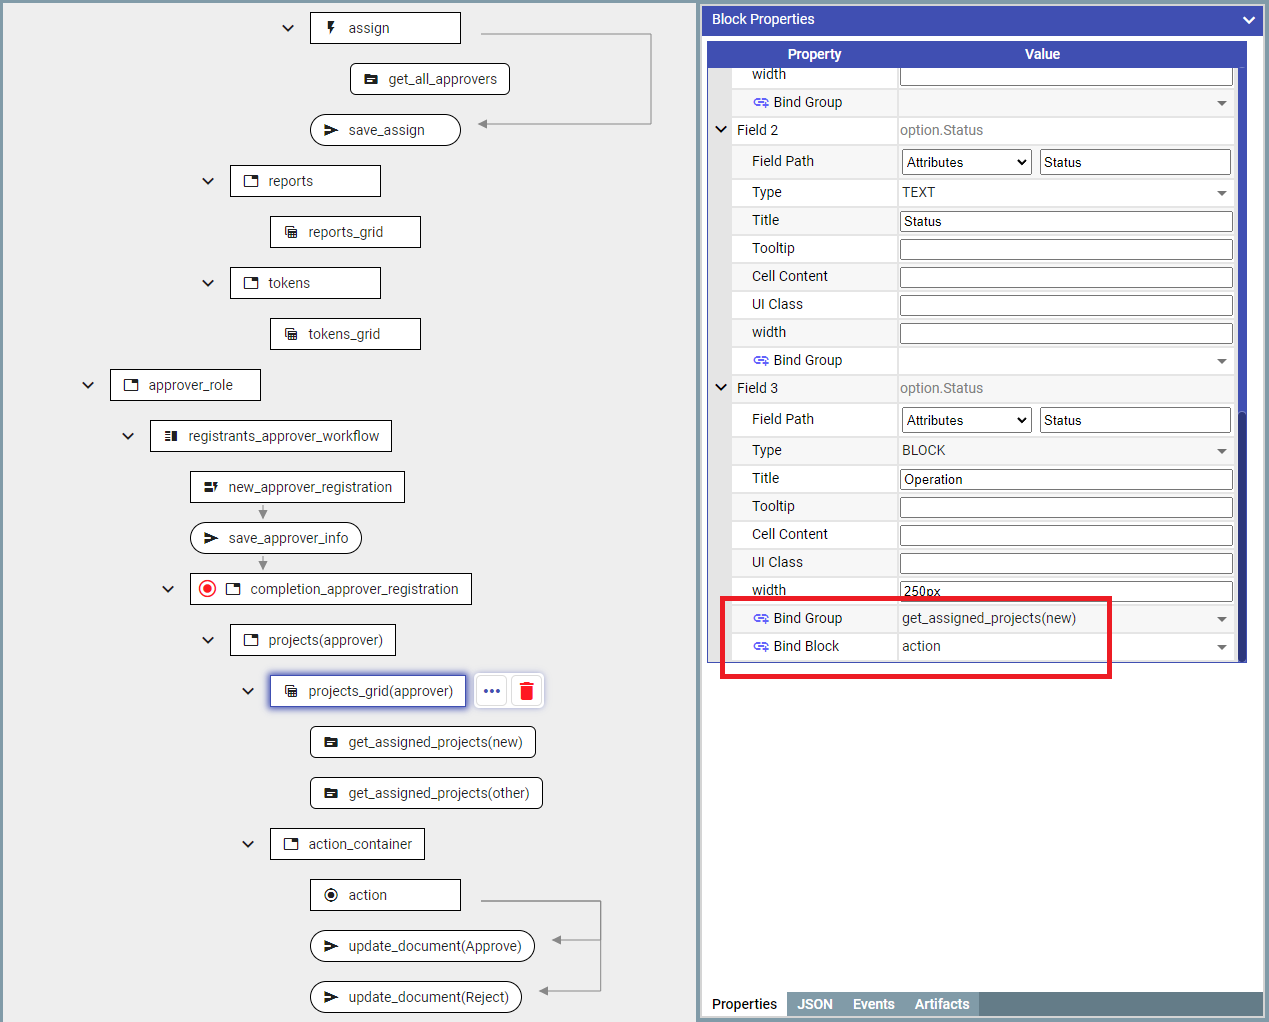 assign
get_all_approvers
save_assign
reports
reports_grid
tokens
tokens_grid
approver_role
registrants_approver_workflow
new_approver_registration
save_approver_info
completion_approver_registration
projects(approver)
projects_grid(approver)
get_assigned_projects(new)
get_assigned_projects(other)
action_container
action
update_document(Approve)
update_document(Reject)
Block Properties
Property Value
width
Bind Group
Field 2 option.Status
Field Path Attributes Status
Type TEXT
Title Status
Tooltip
Cell Content
UI Class
width
Bind Group
Field 3 option.Status
Field Path Attributes Status
Type BLOCK
Title Operation
Tooltip
Cell Content
UI Class
width 250px
Bind Group get_assigned_projects(new)
Bind Block action
Properties JSON Events Artifacts